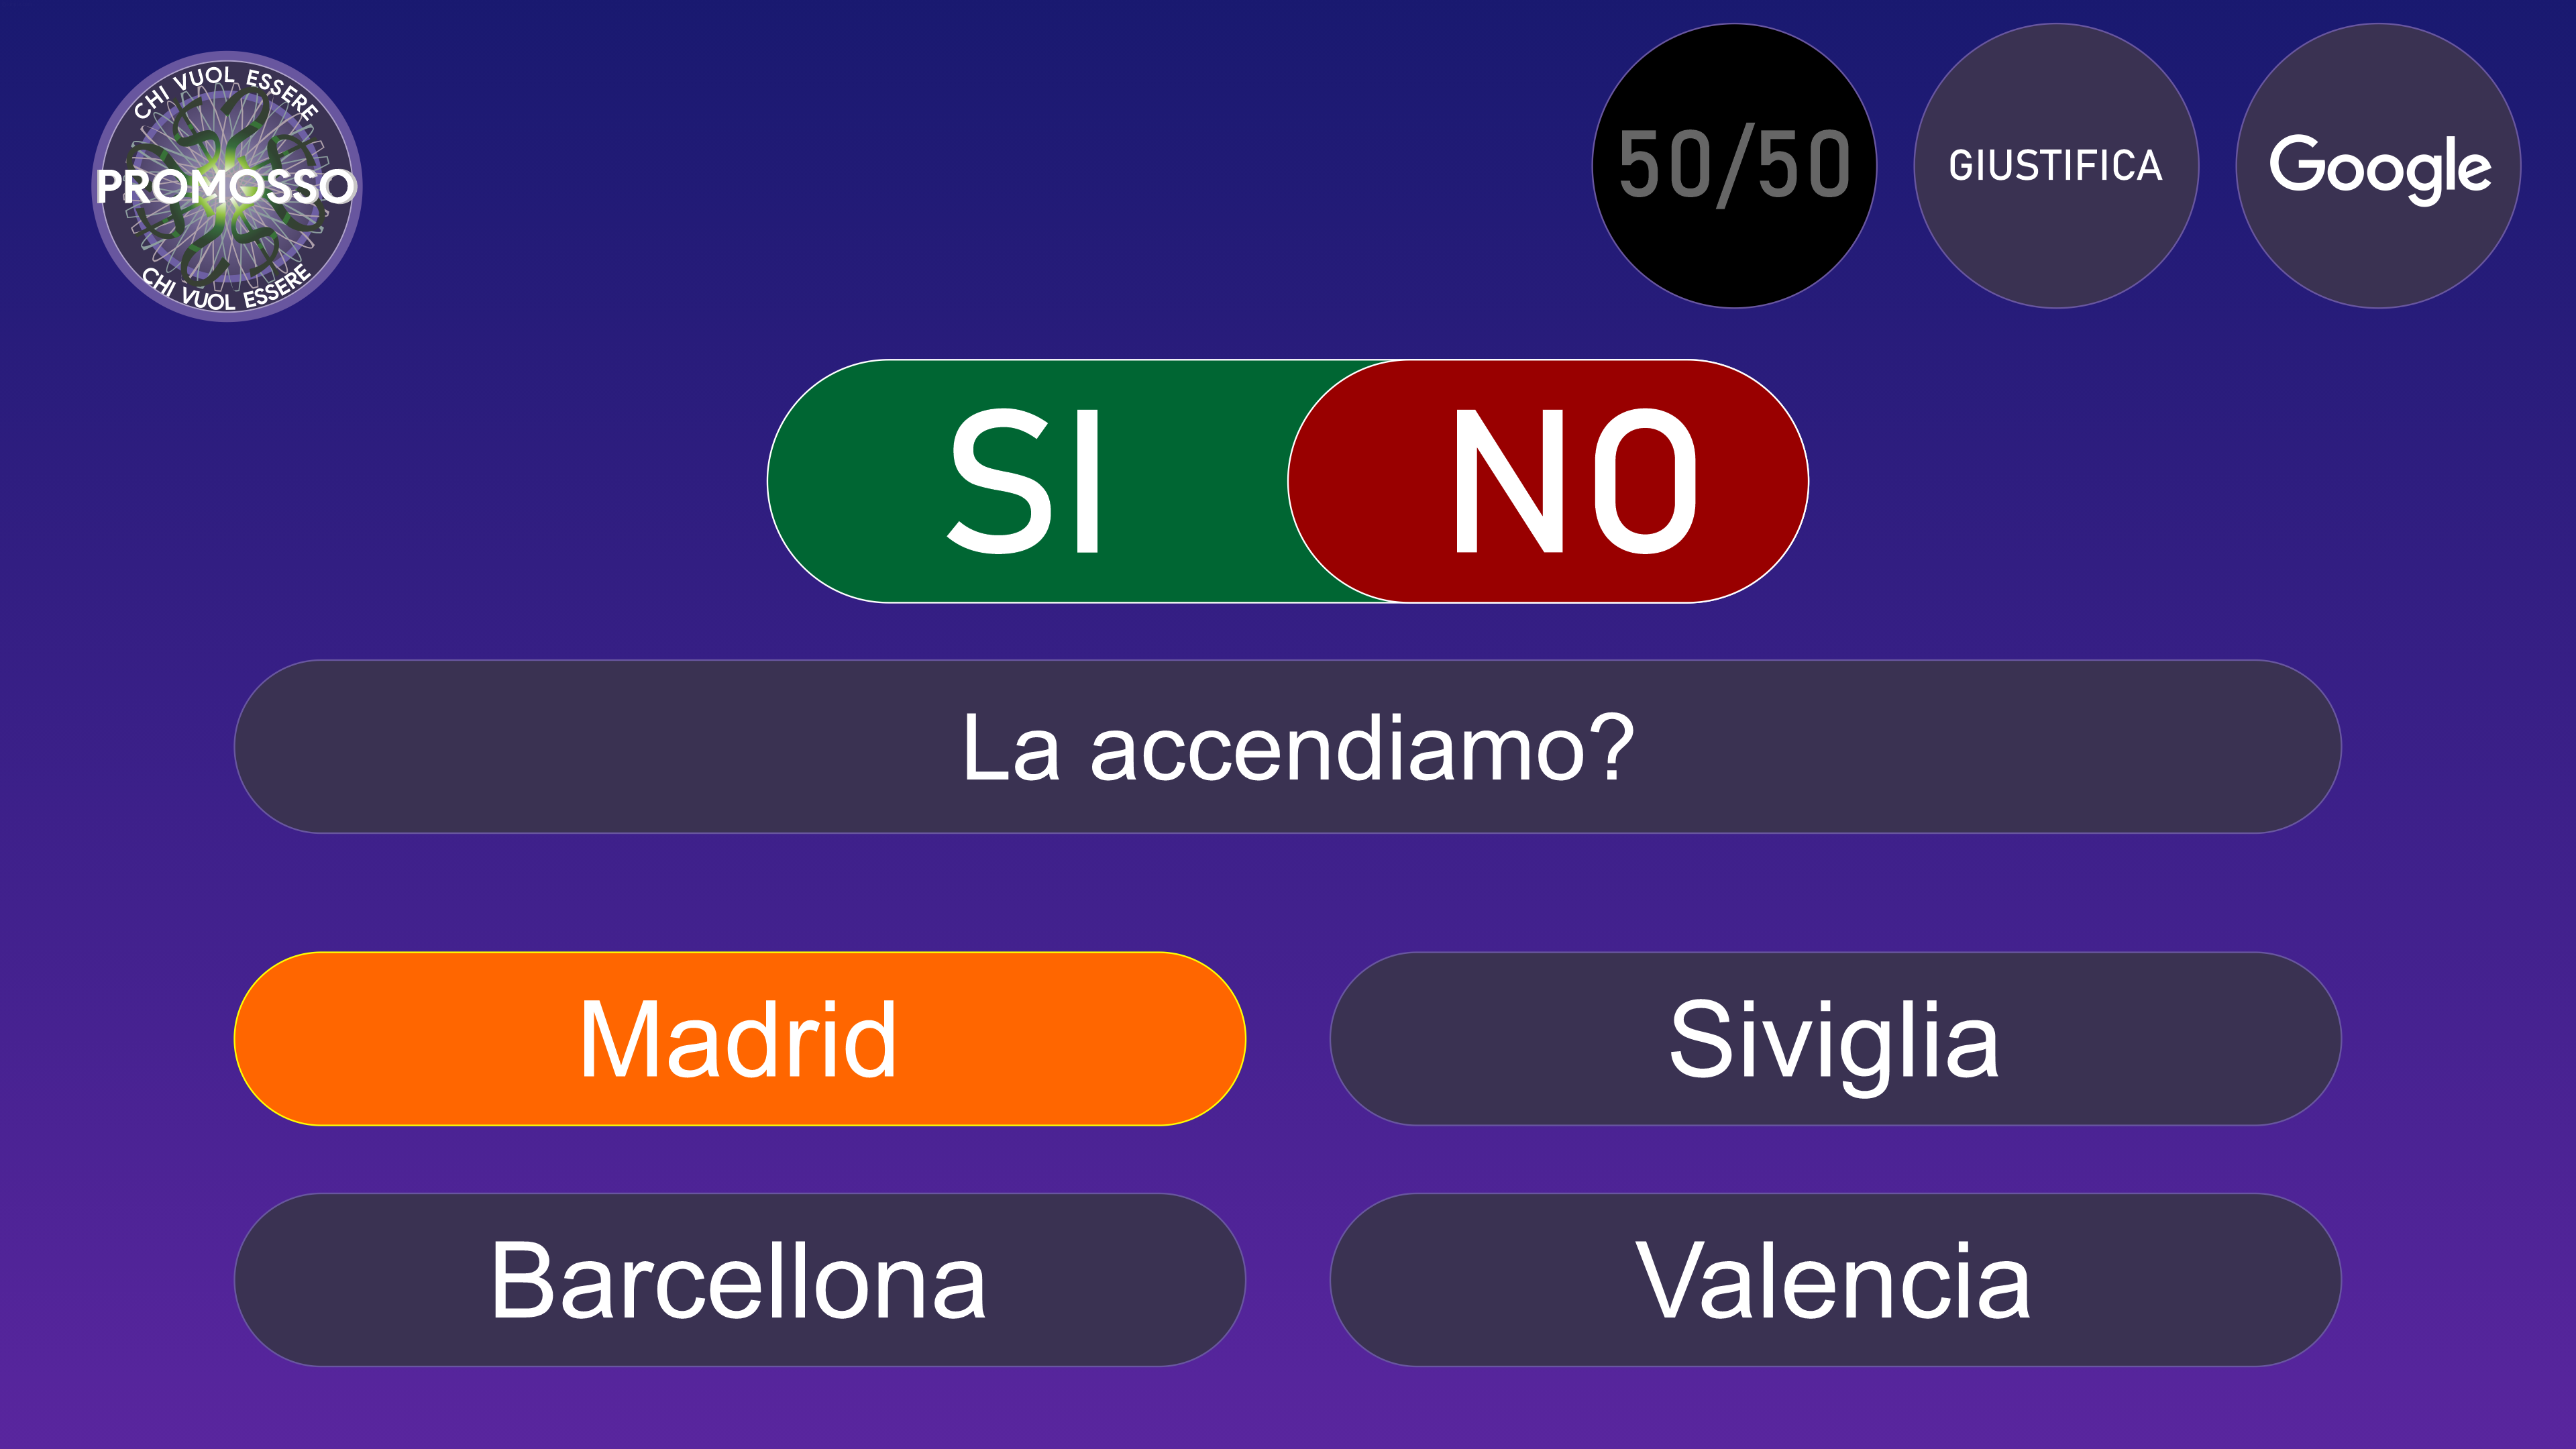 CHI VUOL ESSERE
PROMOSSO
CHI VUOL ESSERE
50/50
GIUSTIFICA
Google
SI
NO
La accendiamo?
Madrid
Siviglia
Barcellona
Valencia